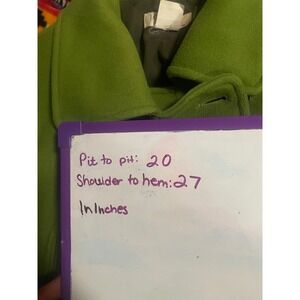 Pit to pit: 20
Shoulder to hem: 27
In Inches